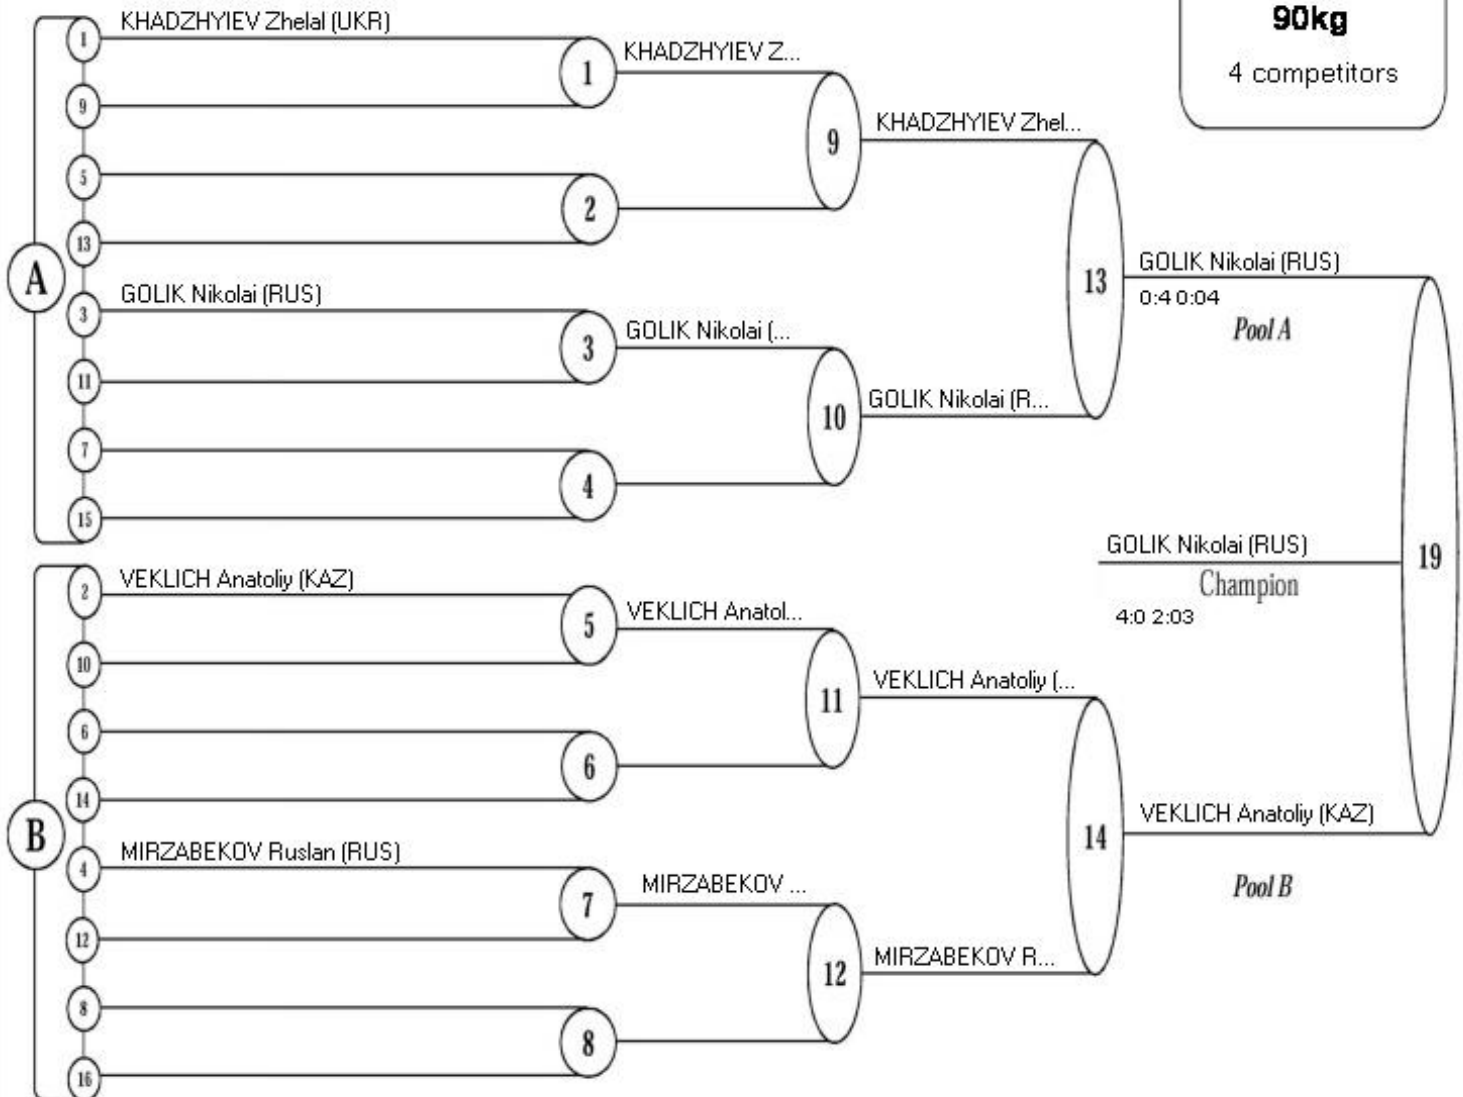 90kg
4 competitors
A
1
KHADZHYIEV Zhelal (UKR)
9
5
13
3
GOLIK Nikolai (RUS)
11
7
15
1
2
3
4
KHADZHYIEV Z...
GOLIK Nikolai (...
9
10
KHADZHYIEV Zhel...
GOLIK Nikolai (R...
13
GOLIK Nikolai (RUS)
0:4 0:04
Pool A
B
2
VEKLICH Anatoliy (KAZ)
10
6
14
4
MIRZABEKOV Ruslan (RUS)
12
8
16
5
6
7
8
VEKLICH Anatol...
MIRZABEKOV ...
11
12
VEKLICH Anatoliy (...
MIRZABEKOV R...
14
VEKLICH Anatoliy (KAZ)
Pool B
19
GOLIK Nikolai (RUS)
Champion
4:0 2:03